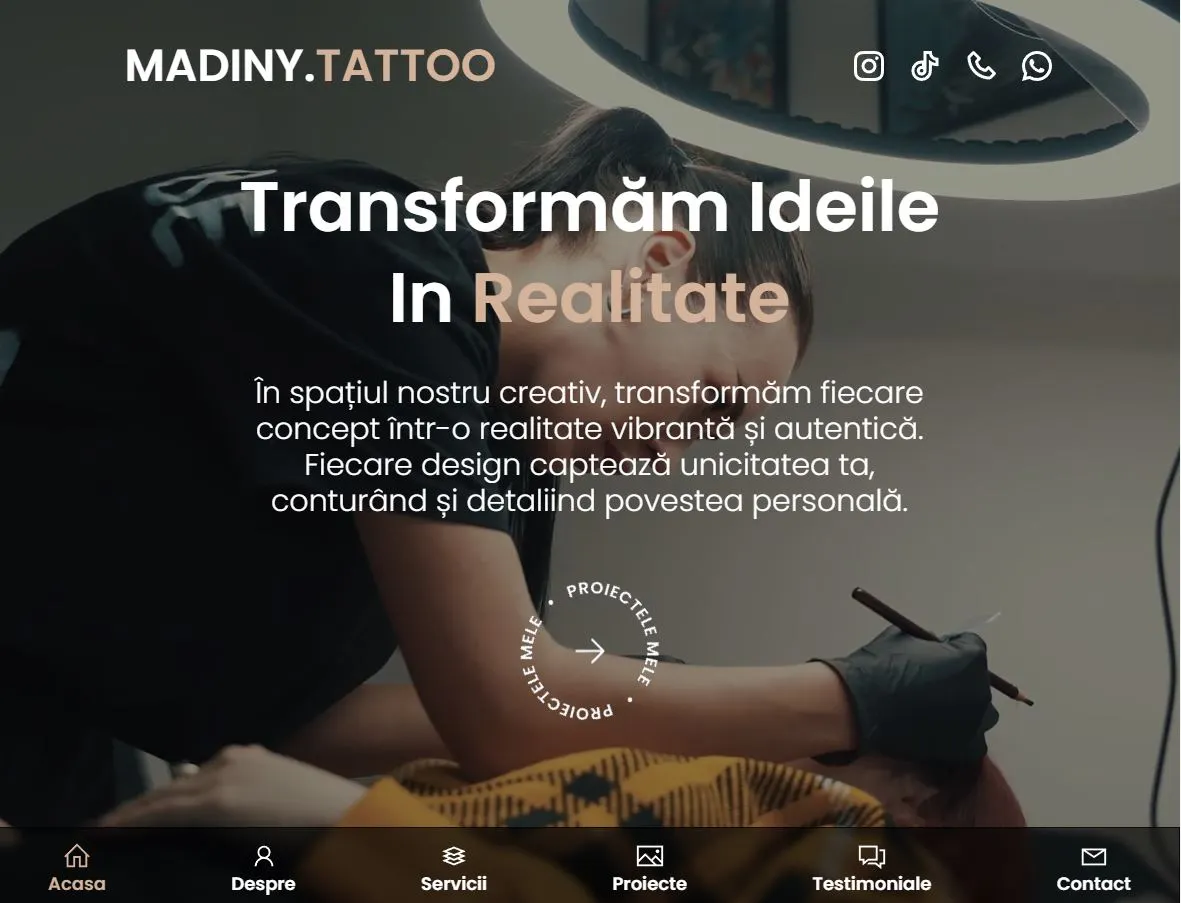 MADINY.TATTOO
Transformăm Ideile
In Realitate
În spațiul nostru creativ, transformăm fiecare
concept într-o realitate vibrantă și autentică.
Fiecare design captează unicitatea ta,
conturând și detaliind povestea personală.
PROIECTELE MELE • PROIECTELE MELE •
Acasa
Despre
Servicii
Proiecte
Testimoniale
Contact